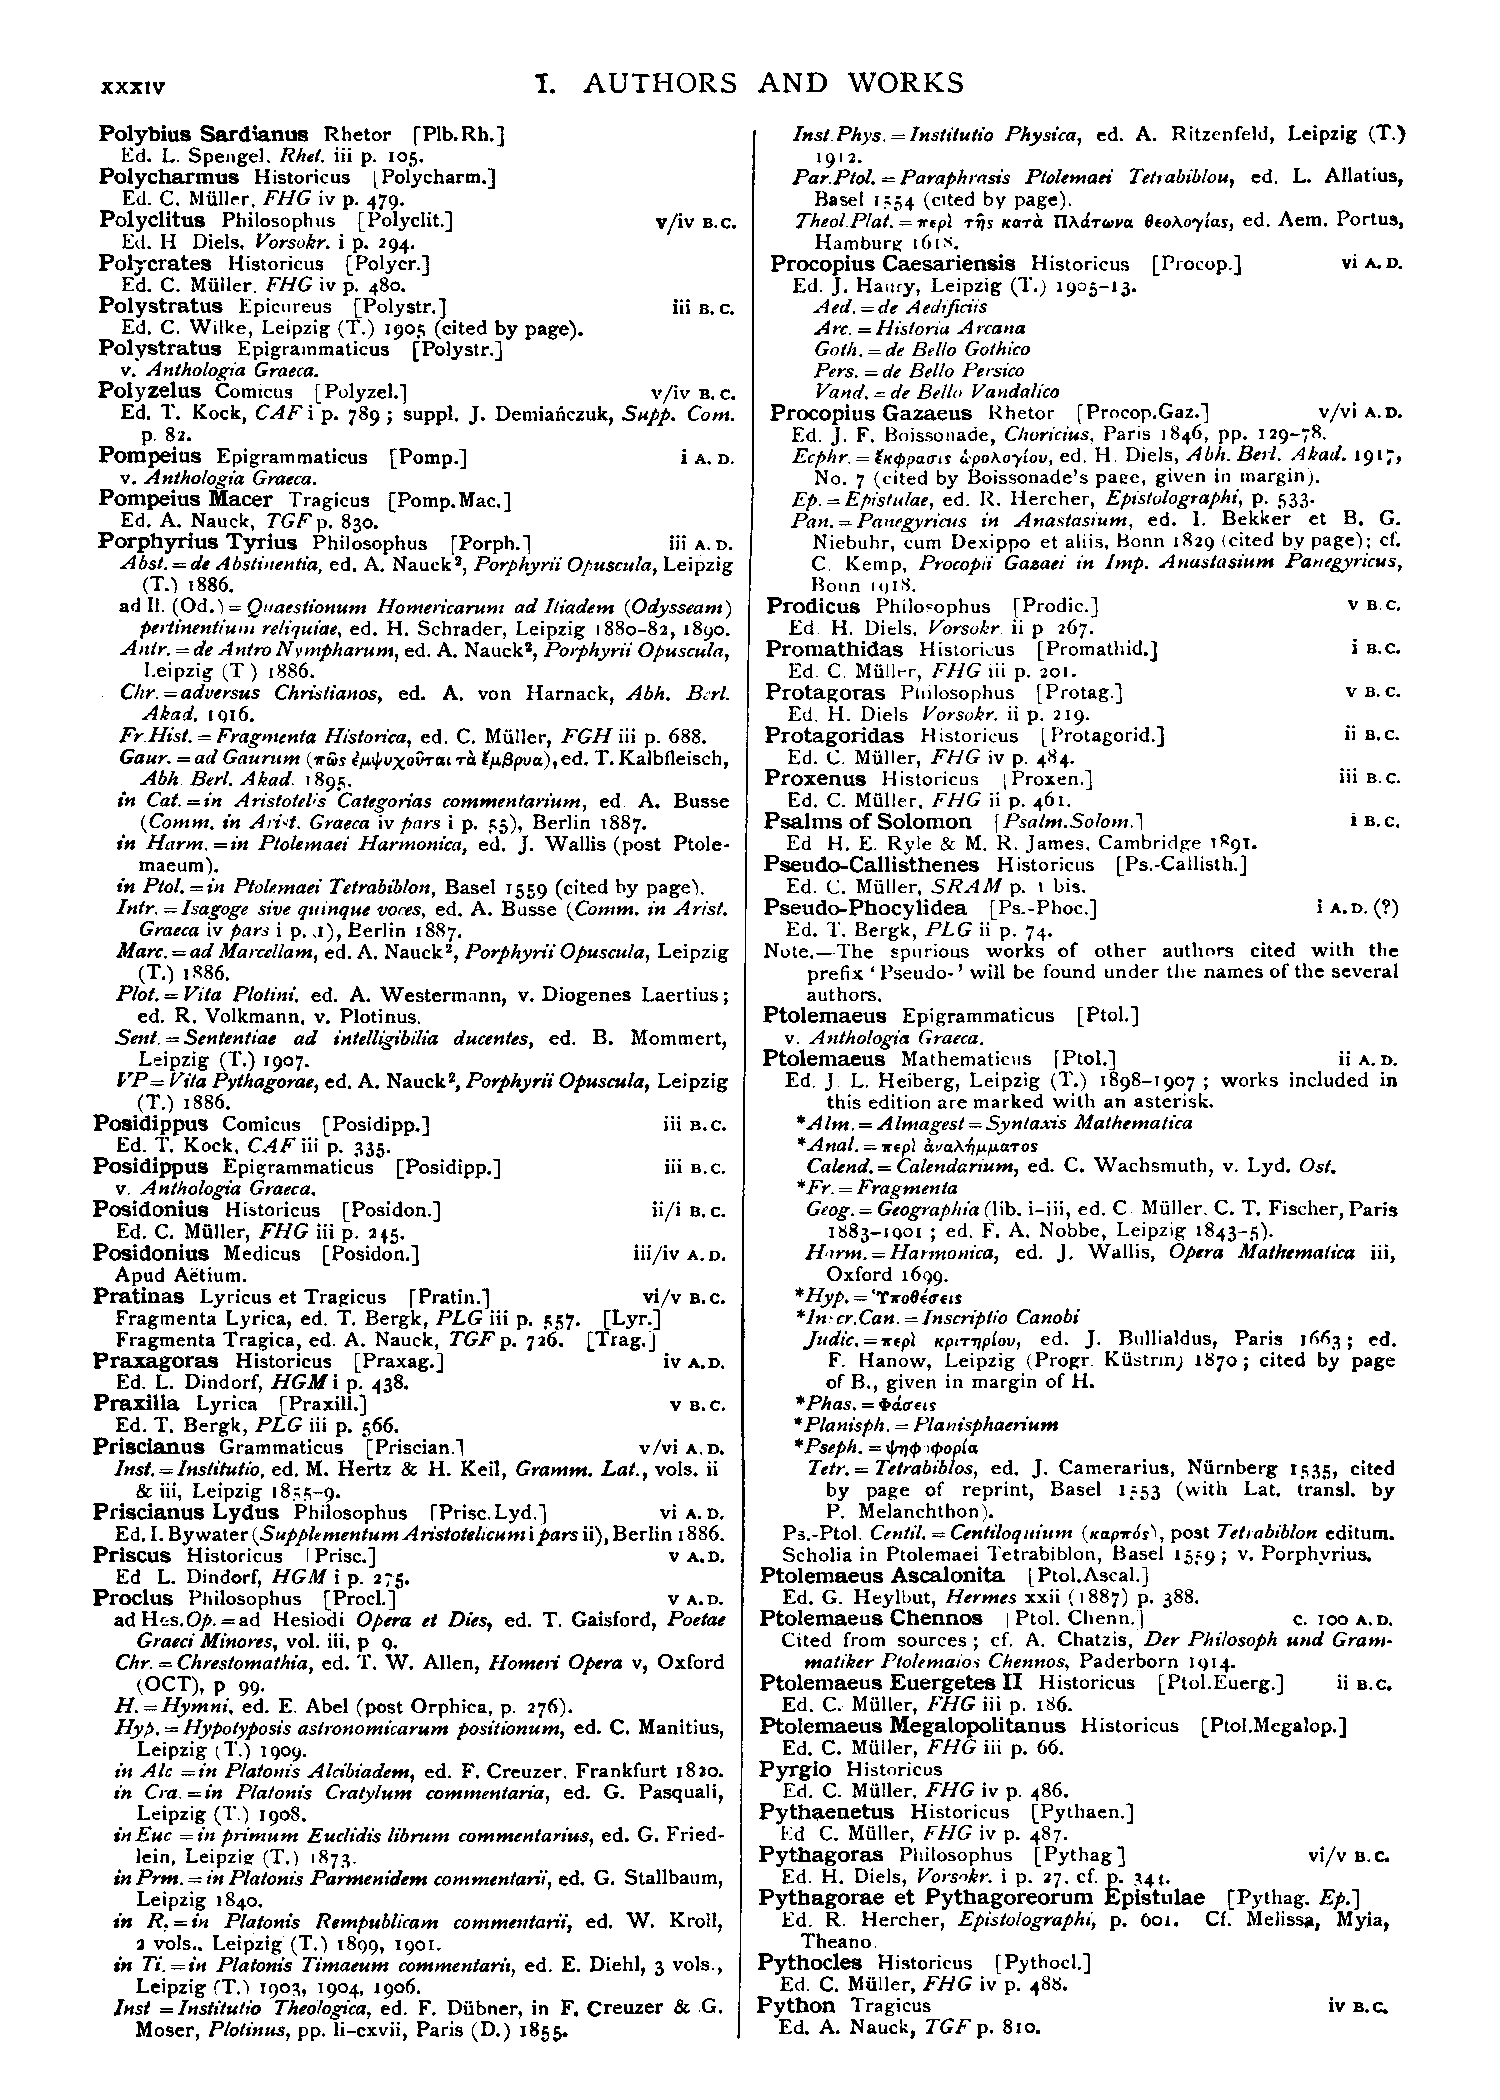 xxxiv
I. AUTHORS AND WORKS
Polybius Sardianus Rhetor [Plb.Rh.]
Ed. L. Spengel, Rhet. iii p. 105.
Polycharmus Historicus [Polycharm.]
Ed. C. Müller, FHG iv p. 479.
Polyclitus Philosophus [Polyclit.] v/iv B.C.
Ed. H Diels, Vorsokr. i p. 294.
Polycrates Historicus [Polycr.]
Ed. C. Müller, FHG iv p. 480.
Polystratus Epicureus [Polystr.] iii B.C.
Ed. C. Wilke, Leipzig (T.) 1905 (cited by page).
Polystratus Epigrammaticus [Polystr.]
v. Anthologia Graeca.
Polyzelus Comicus [Polyzel.] v/iv B.C.
Ed. T. Kock, CAF i p. 789 ; suppl. J. Demiańczuk, Supp. Com.
p. 82.
Pompeius Epigrammaticus [Pomp.] i A.D.
v. Anthologia Graeca.
Pompeius Macer Tragicus [Pomp.Mac.]
Ed. A. Nauck, TGF p. 830.
Porphyrius Tyrius Philosophus [Porph.] iii A.D.
Abst. = de Abstinentia, ed. A. Nauck², Porphyrii Opuscula, Leipzig
(T.) 1886.
ad Il. (Od.) = Quaestionum Homericarum ad Iliadem (Odysseam)
pertinentium reliquiae, ed. H. Schrader, Leipzig 1880-82, 1890.
Antr. = de Antro Nympharum, ed. A. Nauck², Porphyrii Opuscula,
Leipzig (T ) 1886.
Chr. = adversus Christianos, ed. A. von Harnack, Abh. Berl.
Akad. 1916.
Fr.Hist. = Fragmenta Historica, ed. C. Müller, FGH iii p. 688.
Gaur. = ad Gaurum (πῶς ἐμψυχοῦται τὰ ἔμβρυα), ed. T. Kalbfleisch,
Abh. Berl. Akad. 1895.
in Cat. = in Aristotelis Categorias commentarium, ed. A. Busse
(Comm. in Arist. Graeca iv pars i p. 55), Berlin 1887.
in Harm. = in Ptolemaei Harmonica, ed. J. Wallis (post Ptole-
maeum).
in Ptol. = in Ptolemaei Tetrabiblon, Basel 1559 (cited by page).
Intr. = Isagoge sive quinque voces, ed. A. Busse (Comm. in Arist.
Graeca iv pars i p. .1), Berlin 1887.
Marc. = ad Marcellam, ed. A. Nauck², Porphyrii Opuscula, Leipzig
(T.) 1886.
Plot. = Vita Plotini, ed. A. Westermann, v. Diogenes Laertius ;
ed. R. Volkmann, v. Plotinus.
Sent. = Sententiae ad intelligibilia ducentes, ed. B. Mommert,
Leipzig (T.) 1907.
VP = Vita Pythagorae, ed. A. Nauck², Porphyrii Opuscula, Leipzig
(T.) 1886.
Posidippus Comicus [Posidipp.] iii B.C.
Ed. T. Kock, CAF iii p. 335.
Posidippus Epigrammaticus [Posidipp.] iii B.C.
v. Anthologia Graeca.
Posidonius Historicus [Posidon.] ii/i B.C.
Ed. C. Müller, FHG iii p. 245.
Posidonius Medicus [Posidon.] iii/iv A.D.
Apud Aëtium.
Pratinas Lyricus et Tragicus [Pratin.] vi/v B.C.
Fragmenta Lyrica, ed. T. Bergk, PLG iii p. 557. [Lyr.]
Fragmenta Tragica, ed. A. Nauck, TGF p. 726. [Trag.]
Praxagoras Historicus [Praxag.] iv A.D.
Ed. L. Dindorf, HGM i p. 438.
Praxilla Lyrica [Praxill.] v B.C.
Ed. T. Bergk, PLG iii p. 566.
Priscianus Grammaticus [Priscian.] v/vi A.D.
Inst. = Institutio, ed. M. Hertz & H. Keil, Gramm. Lat., vols. ii
& iii, Leipzig 1855-9.
Priscianus Lydus Philosophus [Prisc.Lyd.] vi A.D.
Ed. I. Bywater (Supplementum Aristotelicum i pars ii), Berlin 1886.
Priscus Historicus [Prisc.] v A.D.
Ed L. Dindorf, HGM i p. 275.
Proclus Philosophus [Procl.] v A.D.
ad Hes.Op. = ad Hesiodi Opera et Dies, ed. T. Gaisford, Poetae
Graeci Minores, vol. iii, p 9.
Chr. = Chrestomathia, ed. T. W. Allen, Homeri Opera v, Oxford
(OCT), p 99.
H. = Hymni, ed. E. Abel (post Orphica, p. 276).
Hyp. = Hypotyposis astronomicarum positionum, ed. C. Manitius,
Leipzig (T.) 1909.
in Alc = in Platonis Alcibiadem, ed. F. Creuzer, Frankfurt 1820.
in Cra. = in Platonis Cratylum commentaria, ed. G. Pasquali,
Leipzig (T.) 1908.
in Euc = in primum Euclidis librum commentarius, ed. G. Fried-
lein, Leipzig (T.) 1873.
in Prm. = in Platonis Parmenidem commentarii, ed. G. Stallbaum,
Leipzig 1840.
in R. = in Platonis Rempublicam commentarii, ed. W. Kroll,
2 vols., Leipzig (T.) 1899, 1901.
in Ti. = in Platonis Timaeum commentarii, ed. E. Diehl, 3 vols.,
Leipzig (T.) 1903, 1904, 1906.
Inst = Institutio Theologica, ed. F. Dübner, in F. Creuzer & G.
Moser, Plotinus, pp. li-cxvii, Paris (D.) 1855.
Inst.Phys. = Institutio Physica, ed. A. Ritzenfeld, Leipzig (T.)
1912.
Par.Ptol. = Paraphrasis Ptolemaei Tetrabiblou, ed. L. Allatius,
Basel 1554 (cited by page).
Theol.Plat. = περὶ τῆς κατὰ Πλάτωνα θεολογίας, ed. Aem. Portus,
Hamburg 1618.
Procopius Caesariensis Historicus [Procop.] vi A.D.
Ed. J. Haury, Leipzig (T.) 1905-13.
Aed. = de Aedificiis
Arc. = Historia Arcana
Goth. = de Bello Gothico
Pers. = de Bello Persico
Vand. = de Bello Vandalico
Procopius Gazaeus Rhetor [Procop.Gaz.] v/vi A.D.
Ed. J. F. Boissonade, Choricius, Paris 1846, pp. 129-78.
Ecphr. = ἔκφρασις ὡρολογίου, ed. H. Diels, Abh. Berl. Akad. 1917,
No. 7 (cited by Boissonade's page, given in margin).
Ep. = Epistulae, ed. R. Hercher, Epistolographi, p. 533.
Pan. = Panegyricus in Anastasium, ed. I. Bekker et B. G.
Niebuhr, cum Dexippo et aliis, Bonn 1829 (cited by page); cf.
C. Kemp, Procopii Gazaei in Imp. Anastasium Panegyricus,
Bonn 1918.
Prodicus Philosophus [Prodic.] v B.C.
Ed. H. Diels, Vorsokr. ii p 267.
Promathidas Historicus [Promathid.] i B.C.
Ed. C. Müller, FHG iii p. 201.
Protagoras Philosophus [Protag.] v B.C.
Ed. H. Diels Vorsokr. ii p. 219.
Protagoridas Historicus [Protagorid.] ii B.C.
Ed. C. Müller, FHG iv p. 484.
Proxenus Historicus [Proxen.] iii B.C.
Ed. C. Müller, FHG ii p. 461.
Psalms of Solomon [Psalm.Solom.] i B.C.
Ed H. E. Ryle & M. R. James, Cambridge 1891.
Pseudo-Callisthenes Historicus [Ps.-Callisth.]
Ed. C. Müller, SRAM p. 1 bis.
Pseudo-Phocylidea [Ps.-Phoc.] i A.D. (?)
Ed. T. Bergk, PLG ii p. 74.
Note.—The spurious works of other authors cited with the
prefix ‘Pseudo-’ will be found under the names of the several
authors.
Ptolemaeus Epigrammaticus [Ptol.]
v. Anthologia Graeca.
Ptolemaeus Mathematicus [Ptol.] ii A.D.
Ed. J. L. Heiberg, Leipzig (T.) 1898-1907 ; works included in
this edition are marked with an asterisk.
*Alm. = Almagest = Syntaxis Mathematica
*Anal. = περὶ ἀναλήμματος
Calend. = Calendarium, ed. C. Wachsmuth, v. Lyd. Ost.
*Fr. = Fragmenta
Geog. = Geographia (lib. i-iii, ed. C Müller, C. T. Fischer, Paris
1883-1901 ; ed. F. A. Nobbe, Leipzig 1843-5).
Harm. = Harmonica, ed. J. Wallis, Opera Mathematica iii,
Oxford 1699.
*Hyp. = Ὑποθέσεις
*Inscr.Can. = Inscriptio Canobi
Judic. = περὶ κριτηρίου, ed. J. Bullialdus, Paris 1663 ; ed.
F. Hanow, Leipzig (Progr. Küstrin) 1870 ; cited by page
of B., given in margin of H.
*Phas. = Φάσεις
*Planisph. = Planisphaerium
*Pseph. = ψηφοφορία
Tetr. = Tetrabiblos, ed. J. Camerarius, Nürnberg 1535, cited
by page of reprint, Basel 1553 (with Lat. transl. by
P. Melanchthon).
Ps.-Ptol. Centil. = Centiloquium (καρπός), post Tetrabiblon editum.
Scholia in Ptolemaei Tetrabiblon, Basel 1559 ; v. Porphyrius.
Ptolemaeus Ascalonita [Ptol.Ascal.]
Ed. G. Heylbut, Hermes xxii (1887) p. 388.
Ptolemaeus Chennos [Ptol. Chenn.] c. 100 A.D.
Cited from sources ; cf. A. Chatzis, Der Philosoph und Gram-
matiker Ptolemaios Chennos, Paderborn 1914.
Ptolemaeus Euergetes II Historicus [Ptol.Euerg.] ii B.C.
Ed. C. Müller, FHG iii p. 186.
Ptolemaeus Megalopolitanus Historicus [Ptol.Megalop.]
Ed. C. Müller, FHG iii p. 66.
Pyrgio Historicus
Ed. C. Müller, FHG iv p. 486.
Pythaenetus Historicus [Pythaen.]
Ed C. Müller, FHG iv p. 487.
Pythagoras Philosophus [Pythag ] vi/v B.C.
Ed. H. Diels, Vorsokr. i p. 27, cf. p. 341.
Pythagorae et Pythagoreorum Epistulae [Pythag. Ep.]
Ed. R. Hercher, Epistolographi, p. 601. Cf. Melissa, Myia,
Theano.
Pythocles Historicus [Pythocl.]
Ed. C. Müller, FHG iv p. 488.
Python Tragicus iv B.C.
Ed. A. Nauck, TGF p. 810.